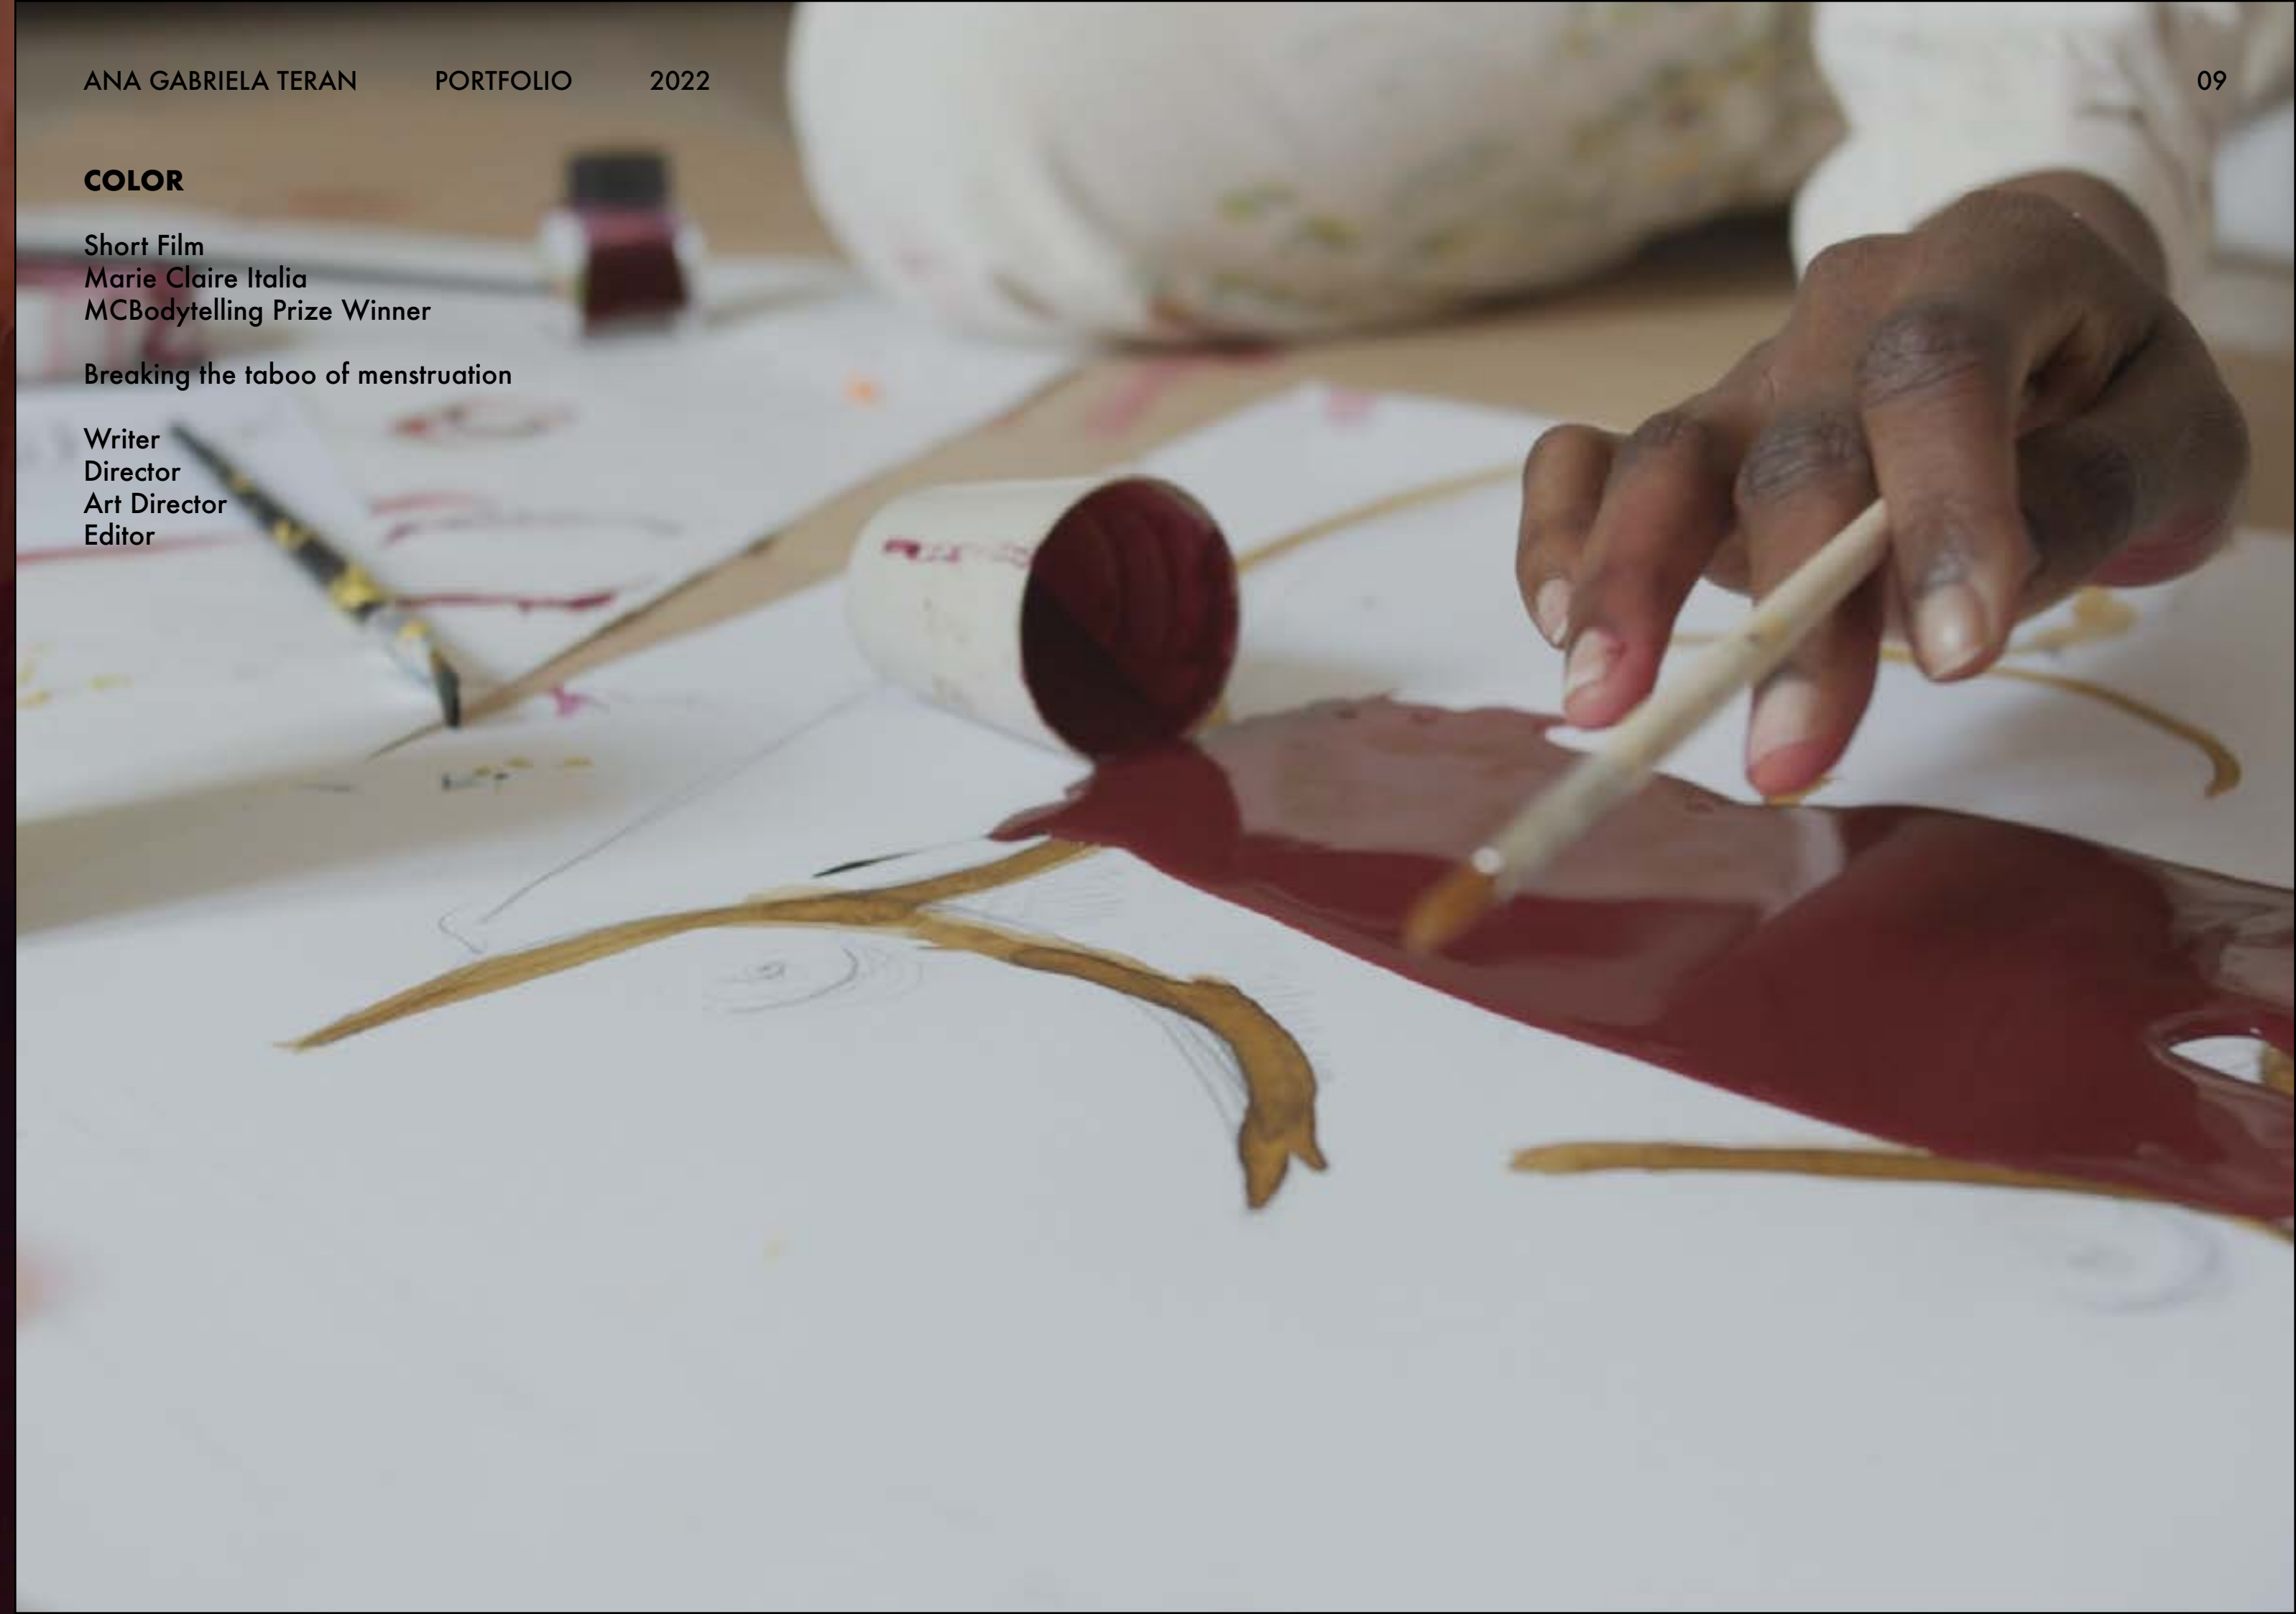 ANA GABRIELA TERAN PORTFOLIO 2022 09
COLOR
Short Film
Marie Claire Italia
MCBodytelling Prize Winner
Breaking the taboo of menstruation
Writer
Director
Art Director
Editor